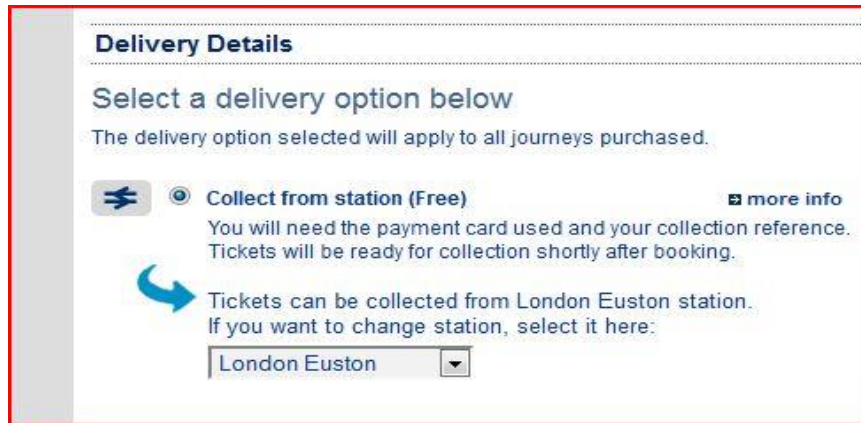 Delivery Details
Select a delivery option below
The delivery option selected will apply to all journeys purchased.
Collect from station (Free) more info
You will need the payment card used and your collection reference.
Tickets will be ready for collection shortly after booking.
Tickets can be collected from London Euston station.
If you want to change station, select it here:
London Euston